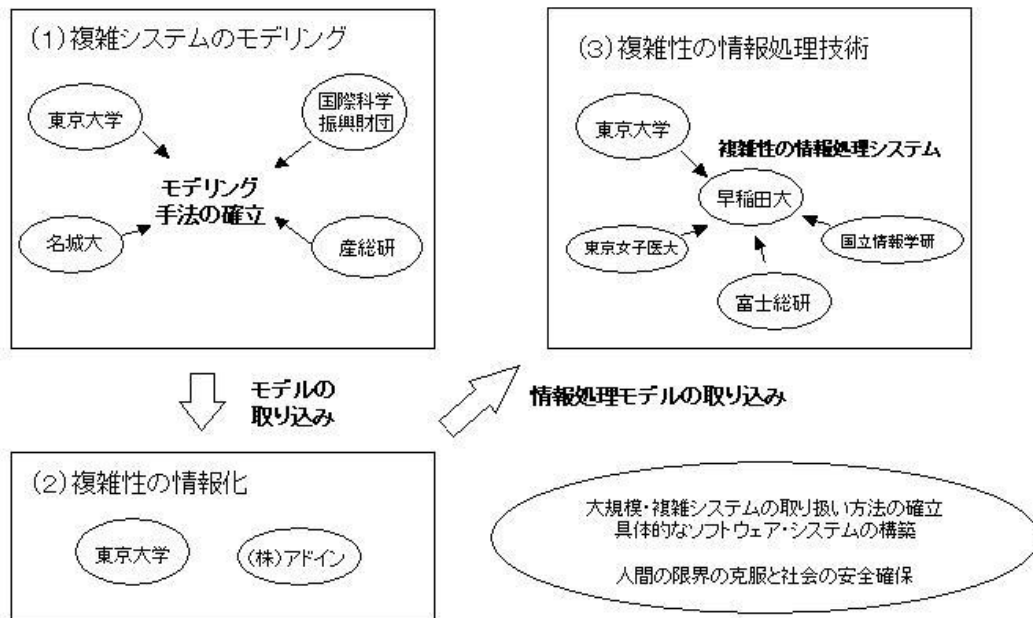 (1)複雑システムのモデリング
東京大学
国際科学
振興財団
モデリング
手法の確立
名城大
産総研
モデルの
取り込み
(2)複雑性の情報化
東京大学
(株)アドイン
情報処理モデルの取り込み
(3)複雑性の情報処理技術
東京大学
複雑性の情報処理システム
早稲田大
東京女子医大
国立情報学研
富士総研
大規模・複雑システムの取り扱い方法の確立
具体的なソフトウェア・システムの構築
人間の限界の克服と社会の安全確保